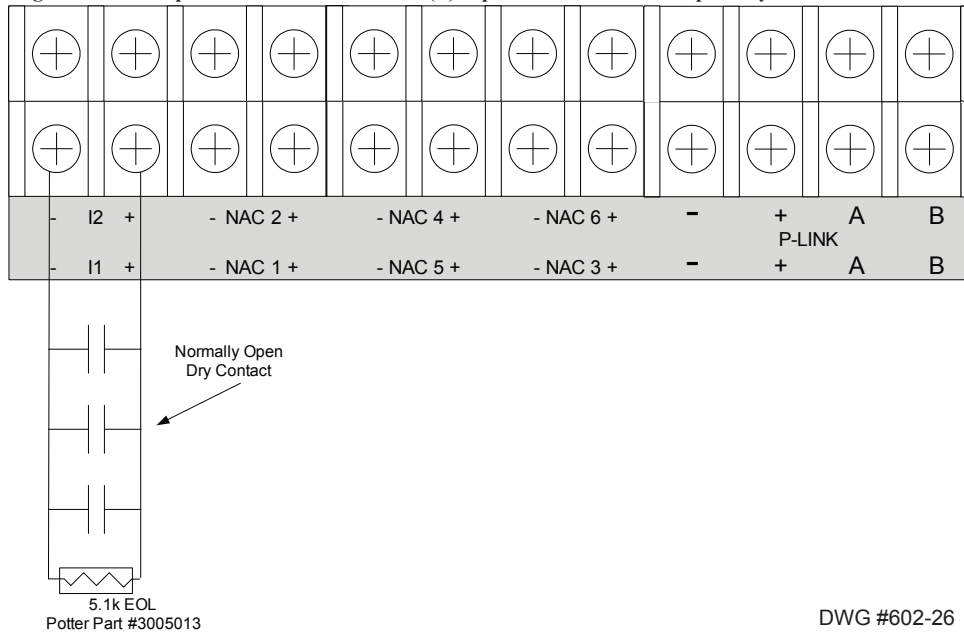 - I2 + - NAC 2 + - NAC 4 + - NAC 6 + - + A B
P-LINK
- I1 + - NAC 1 + - NAC 5 + - NAC 3 + - + A B
Normally Open
Dry Contact
5.1k EOL
Potter Part #3005013
DWG #602-26